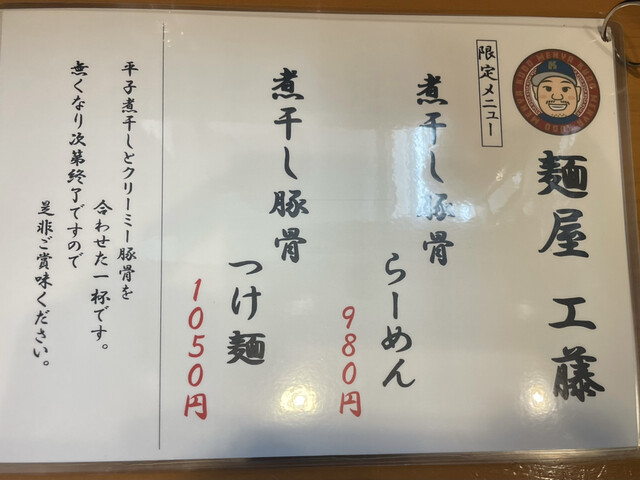 麺屋 工藤
限定メニュー
煮干し豚骨
らーめん
980円
煮干し豚骨
つけ麺
1050円
平子煮干しとクリーミー豚骨を
合わせた一杯です。
無くなり次第終了ですので
是非ご賞味ください。